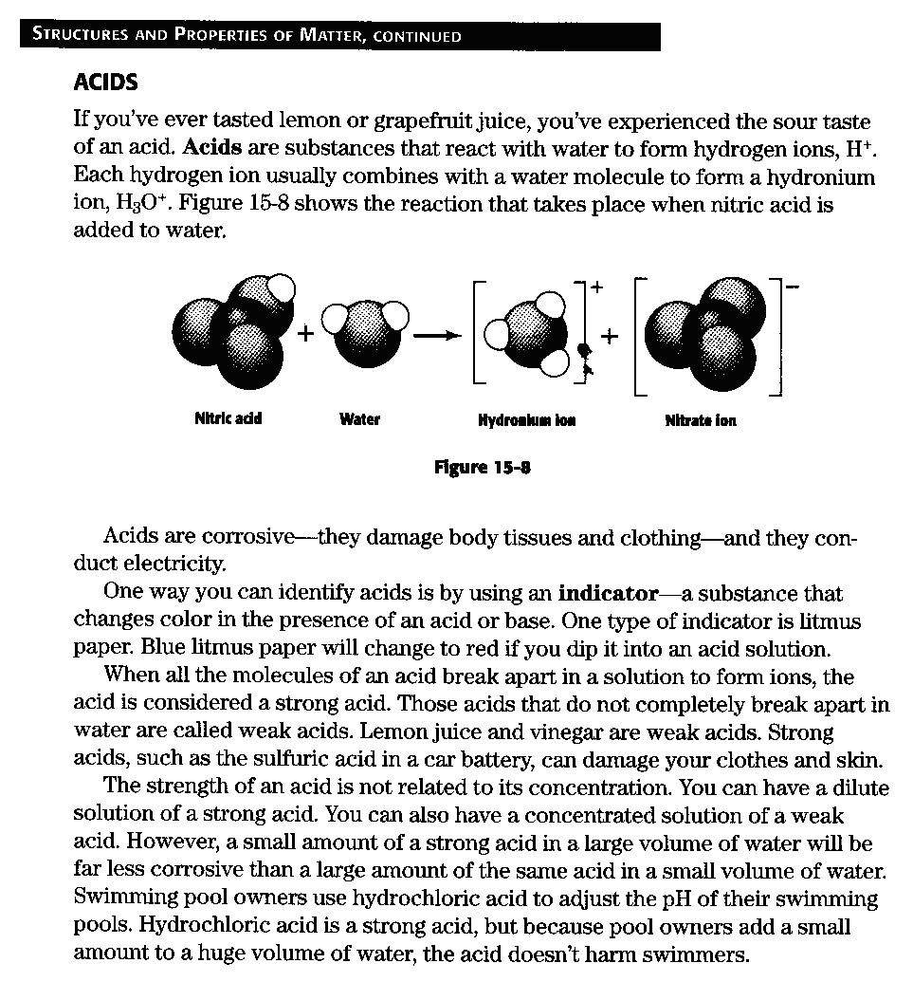 STRUCTURES AND PROPERTIES OF MATTER, CONTINUED
ACIDS
If you've ever tasted lemon or grapefruit juice, you've experienced the sour taste
of an acid. Acids are substances that react with water to form hydrogen ions, H⁺.
Each hydrogen ion usually combines with a water molecule to form a hydronium
ion, H₃O⁺. Figure 15-8 shows the reaction that takes place when nitric acid is
added to water.
+ → + + −
Nitric acid Water Hydronium ion Nitrate ion
Figure 15-8
Acids are corrosive—they damage body tissues and clothing—and they con-
duct electricity.
One way you can identify acids is by using an indicator—a substance that
changes color in the presence of an acid or base. One type of indicator is litmus
paper. Blue litmus paper will change to red if you dip it into an acid solution.
When all the molecules of an acid break apart in a solution to form ions, the
acid is considered a strong acid. Those acids that do not completely break apart in
water are called weak acids. Lemon juice and vinegar are weak acids. Strong
acids, such as the sulfuric acid in a car battery, can damage your clothes and skin.
The strength of an acid is not related to its concentration. You can have a dilute
solution of a strong acid. You can also have a concentrated solution of a weak
acid. However, a small amount of a strong acid in a large volume of water will be
far less corrosive than a large amount of the same acid in a small volume of water.
Swimming pool owners use hydrochloric acid to adjust the pH of their swimming
pools. Hydrochloric acid is a strong acid, but because pool owners add a small
amount to a huge volume of water, the acid doesn't harm swimmers.